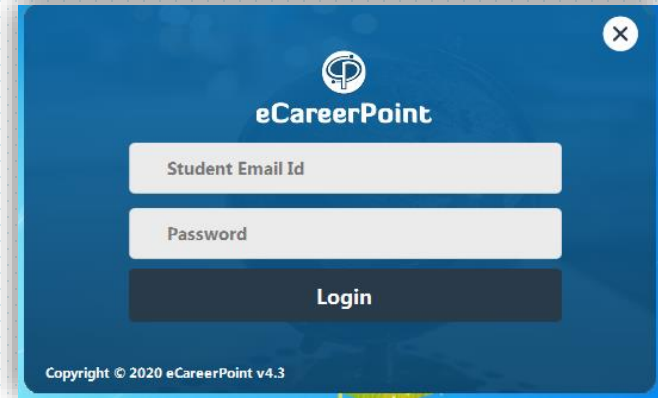 eCareerPoint
Student Email Id
Password
Login
Copyright © 2020 eCareerPoint v4.3